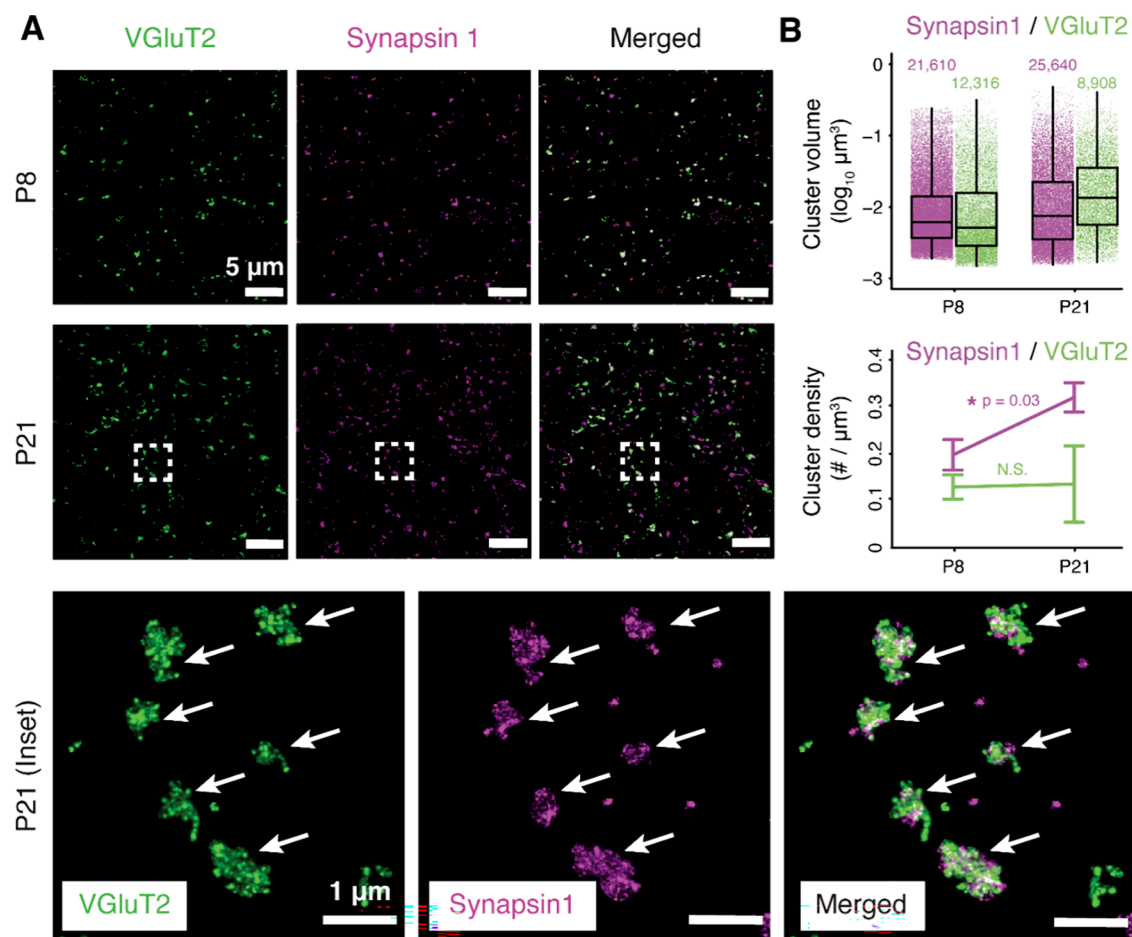 A
VGluT2
Synapsin 1
Merged
P8
5 µm
P21
P21 (Inset)
VGluT2
1 µm
Synapsin1
Merged
B
Synapsin1 / VGluT2
Cluster volume
(log10 µm³)
0
−1
−2
−3
21,610
12,316
25,640
8,908
P8
P21
Synapsin1 / VGluT2
Cluster density
(# / µm³)
0.4
0.3
0.2
0.1
0
* p = 0.03
N.S.
P8
P21